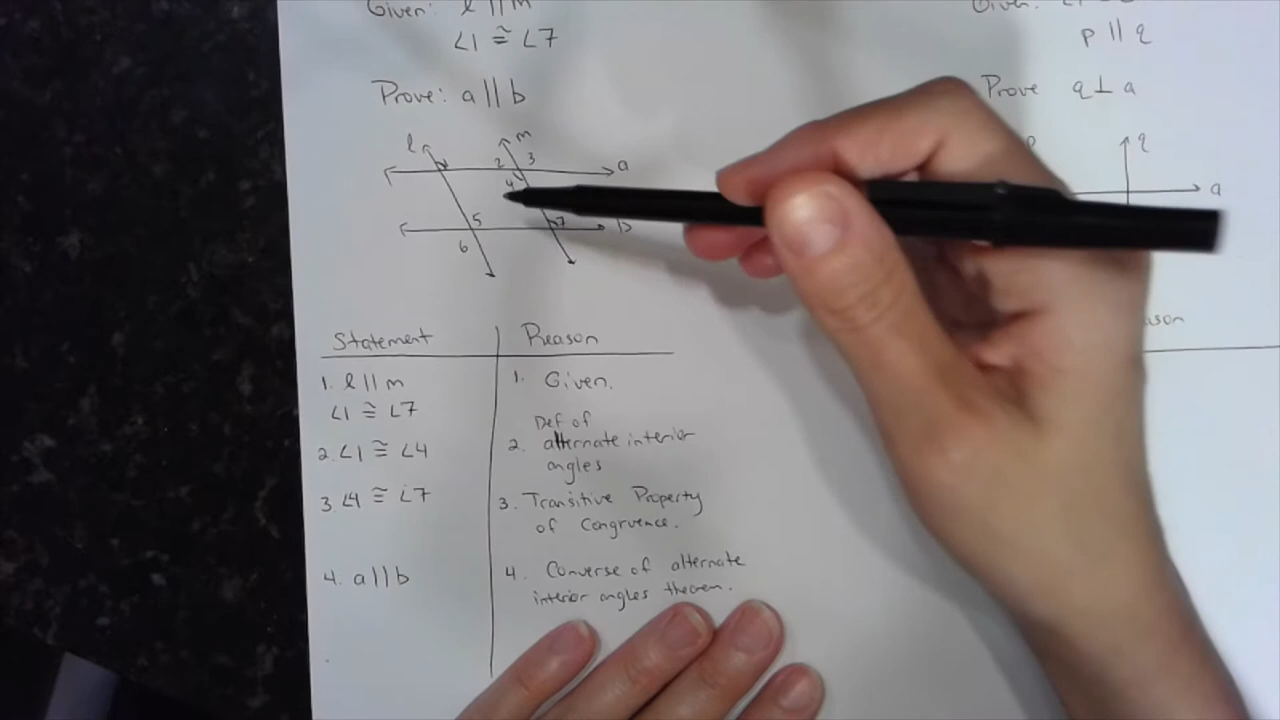 Given: l || m
∠1 ≅ ∠7
Prove: a || b
l
m
2 3
a
4
5
7
b
6
Statement
Reason
1. l || m
1. Given.
∠1 ≅ ∠7
2. ∠1 ≅ ∠4
Def of
2. alternate interior
angles
3. ∠4 ≅ ∠7
3. Transitive Property
of Congruence.
4. a || b
4. Converse of alternate
interior angles theorem.
Given:
p || q
Prove q ⊥ a
q
a